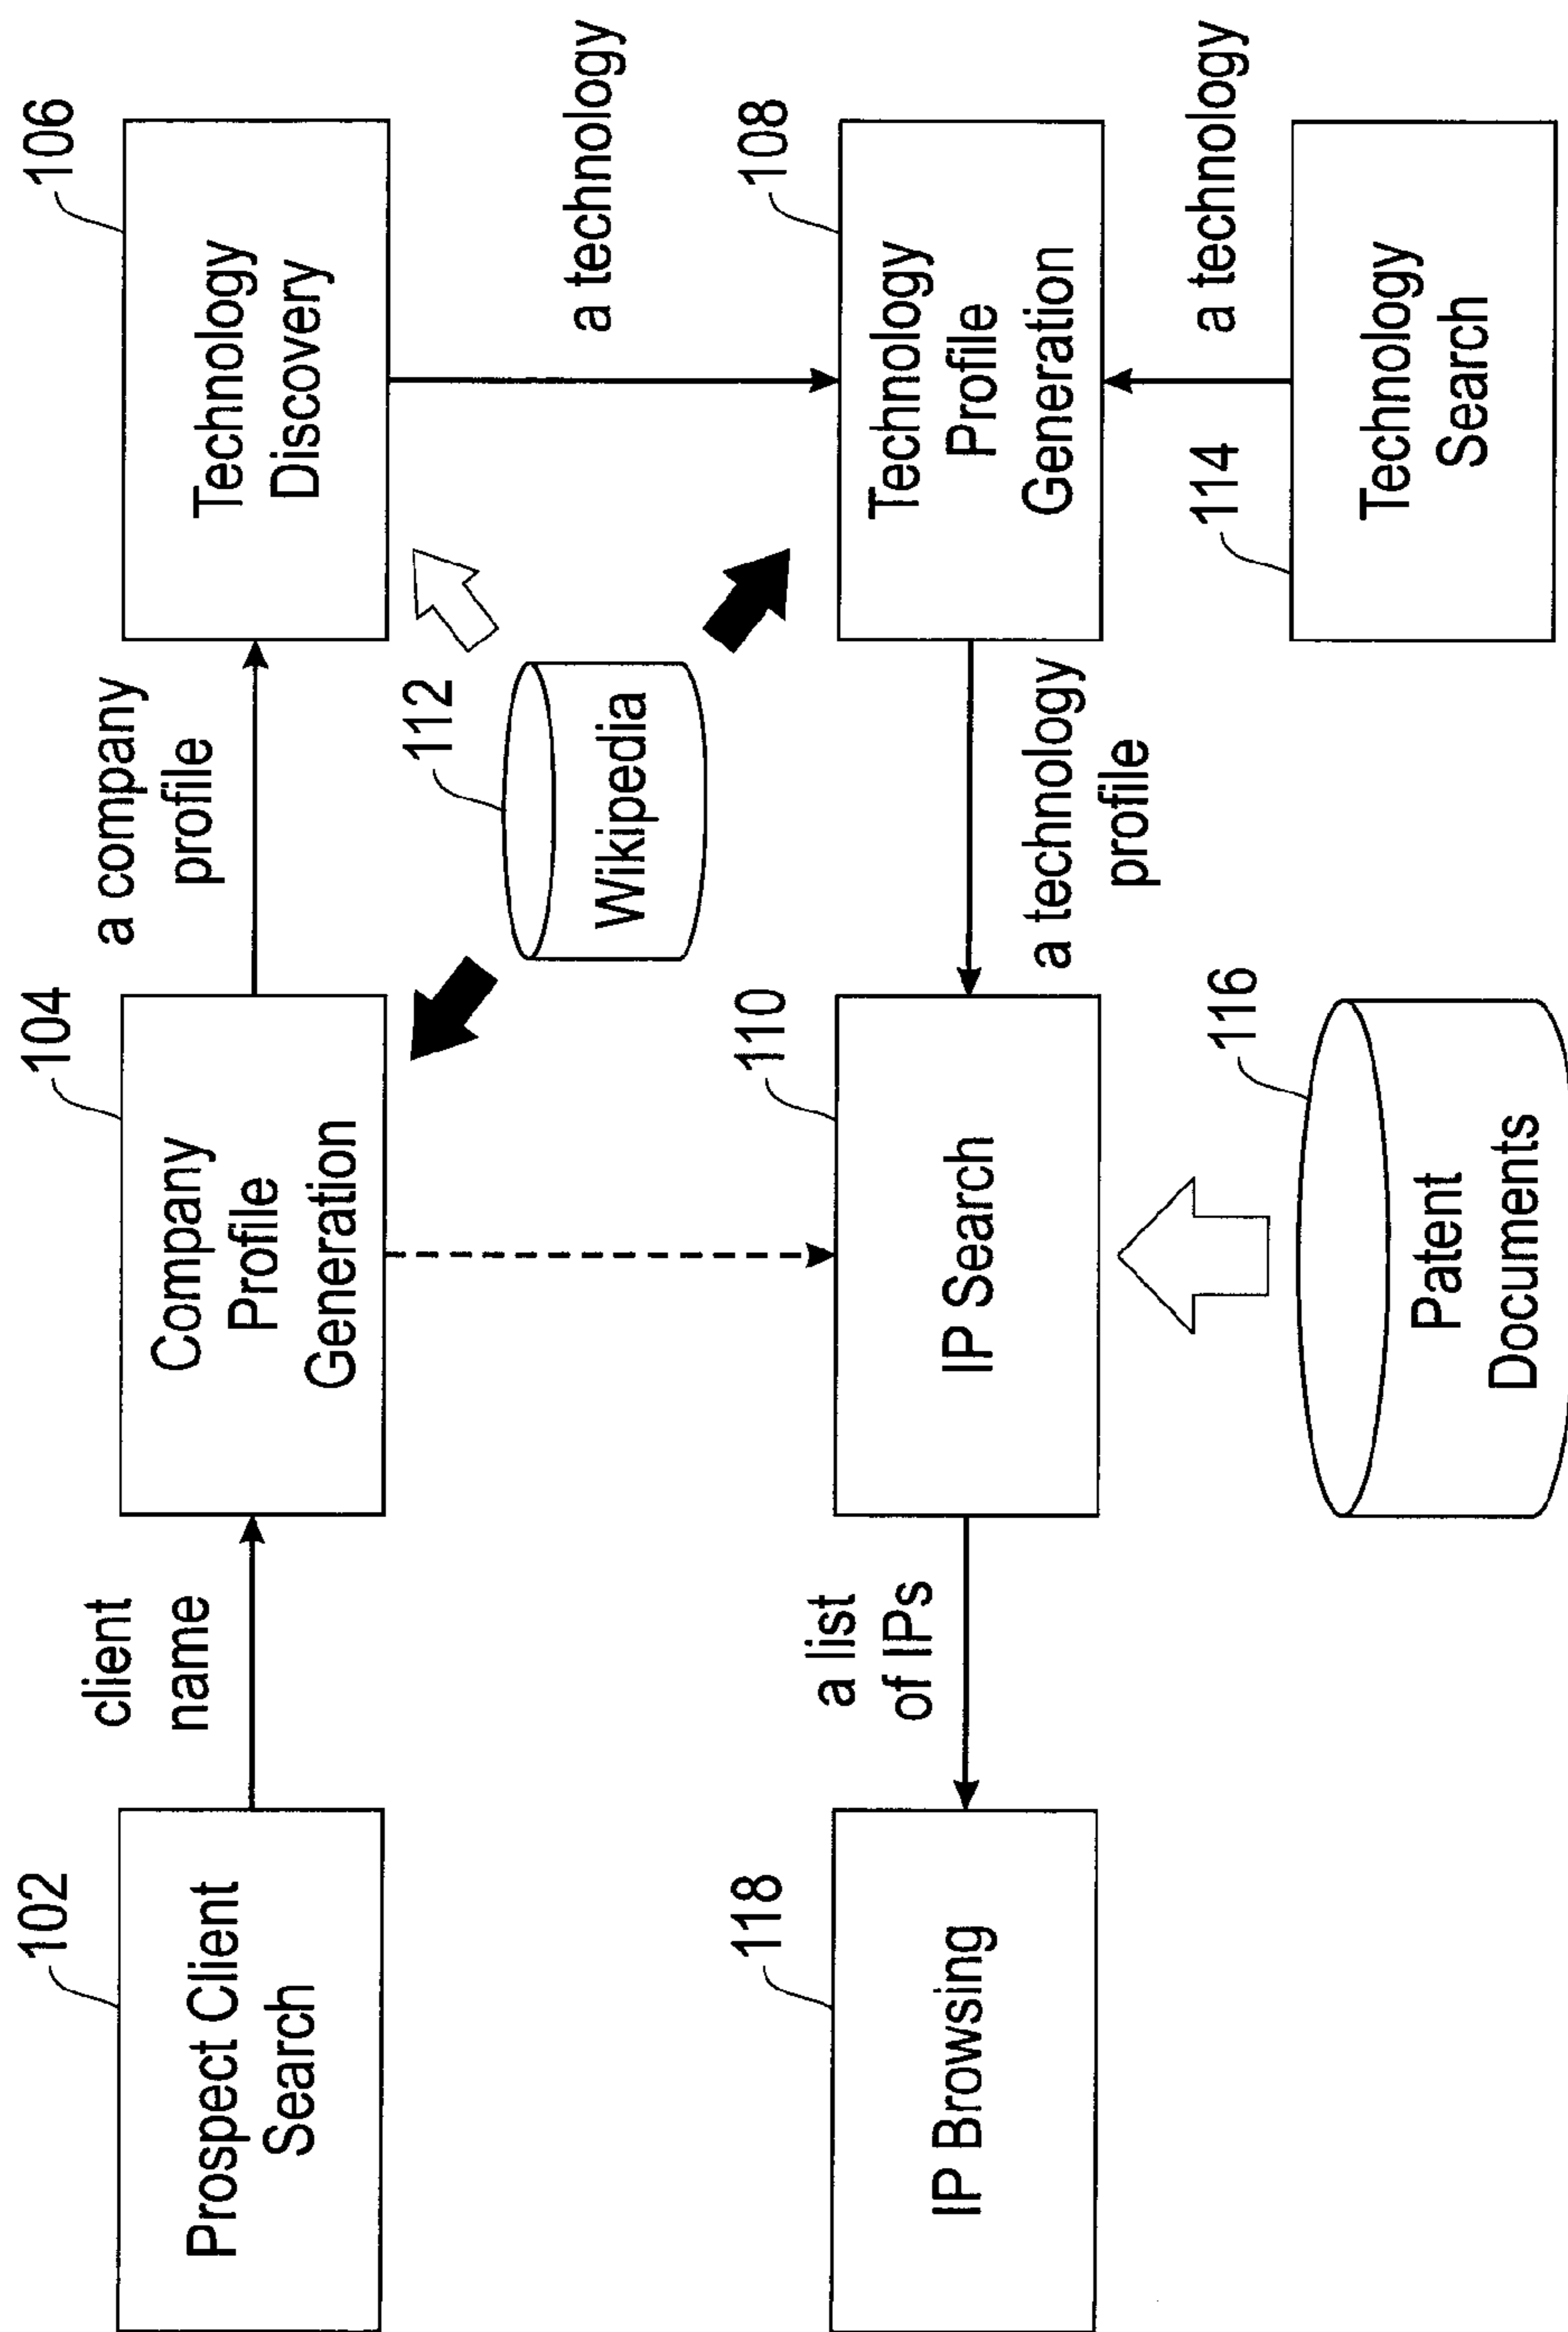 102
Prospect Client
Search
client
name
104
Company
Profile
Generation
a company
profile
106
Technology
Discovery
112
Wikipedia
a technology
118
IP Browsing
a list
of IPs
110
IP Search
a technology
profile
108
Technology
Profile
Generation
116
Patent
Documents
a technology
114
Technology
Search